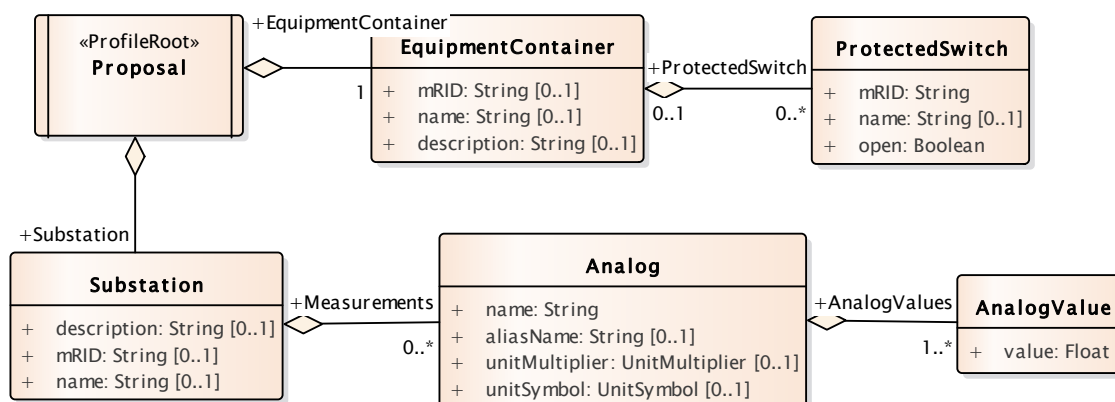 «ProfileRoot»
Proposal
+EquipmentContainer
1
EquipmentContainer
+ mRID: String [0..1]
+ name: String [0..1]
+ description: String [0..1]
+ProtectedSwitch
0..1
0..*
ProtectedSwitch
+ mRID: String
+ name: String [0..1]
+ open: Boolean
+Substation
Substation
+ description: String [0..1]
+ mRID: String [0..1]
+ name: String [0..1]
+Measurements
0..*
Analog
+ name: String
+ aliasName: String [0..1]
+ unitMultiplier: UnitMultiplier [0..1]
+ unitSymbol: UnitSymbol [0..1]
+AnalogValues
1..*
AnalogValue
+ value: Float